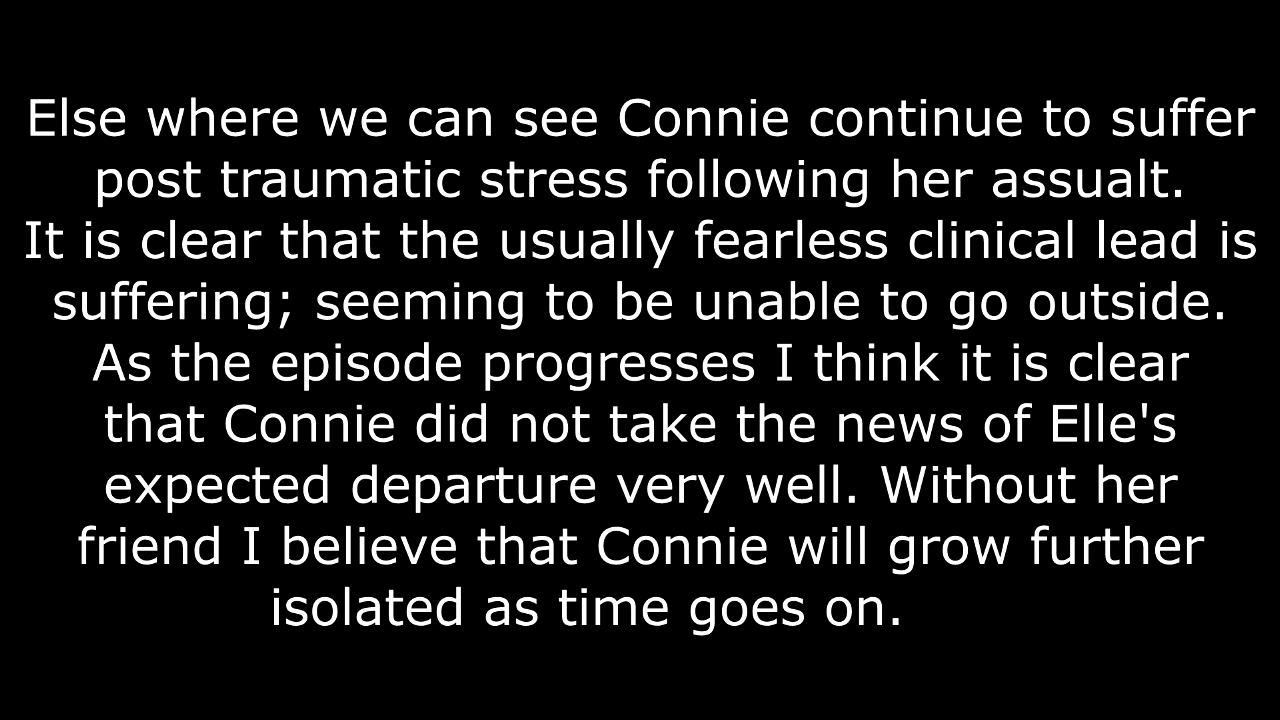 Else where we can see Connie continue to suffer
post traumatic stress following her assualt.
It is clear that the usually fearless clinical lead is
suffering; seeming to be unable to go outside.
As the episode progresses I think it is clear
that Connie did not take the news of Elle's
expected departure very well. Without her
friend I believe that Connie will grow further
isolated as time goes on.